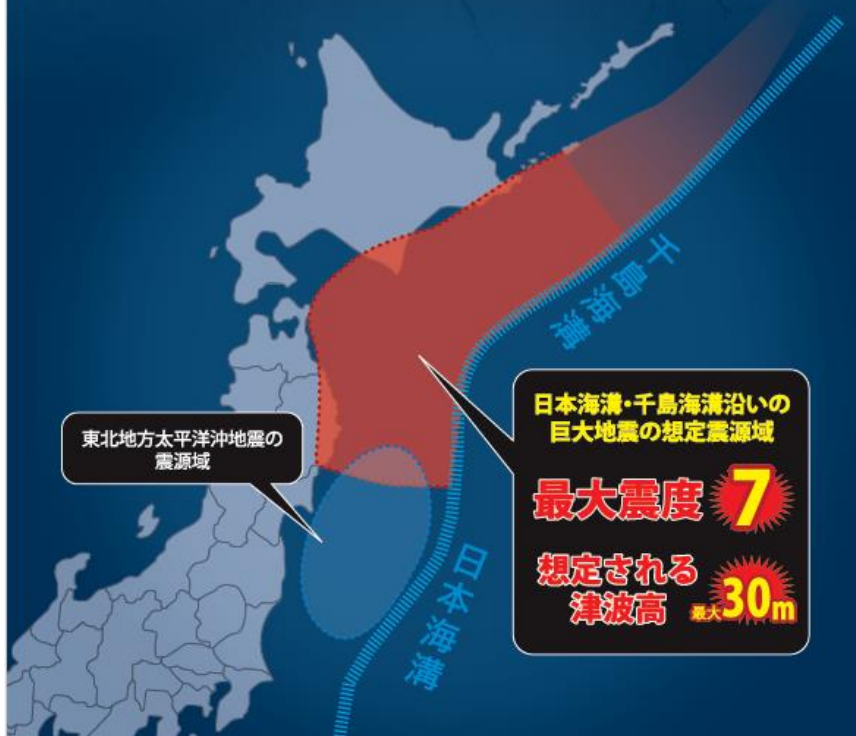 千島海溝
日本海溝・千島海溝沿いの
巨大地震の想定震源域
最大震度 7
想定される
津波高 最大30m
東北地方太平洋沖地震の
震源域
日本海溝